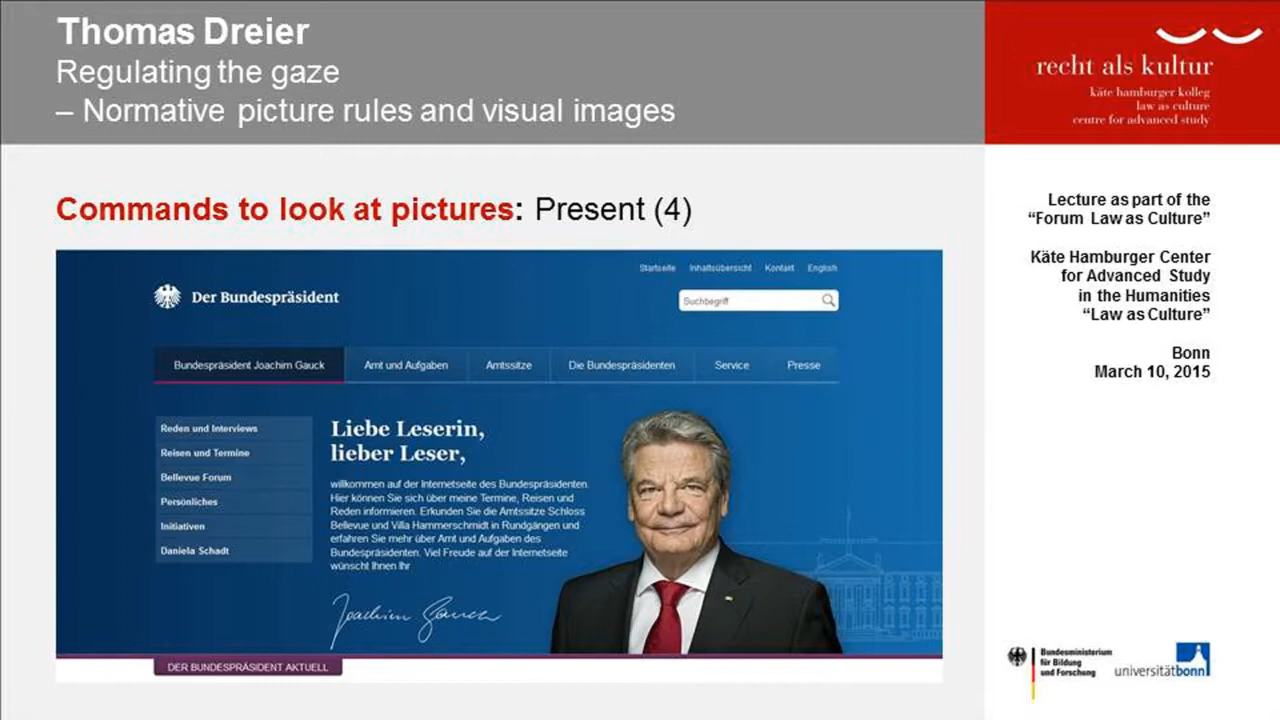 Thomas Dreier
Regulating the gaze
– Normative picture rules and visual images
recht als kultur
käte hamburger kolleg
law as culture
centre for advanced study
Commands to look at pictures: Present (4)
Startseite Inhaltsübersicht Kontakt English
Der Bundespräsident
Suchbegriff
Bundespräsident Joachim Gauck Amt und Aufgaben Amtssitze Die Bundespräsidenten Service Presse
Reden und Interviews
Reisen und Termine
Bellevue Forum
Persönliches
Initiativen
Daniela Schadt
Liebe Leserin,
lieber Leser,
willkommen auf der Internetseite des Bundespräsidenten.
Hier können Sie sich über meine Termine, Reisen und
Reden informieren. Erkunden Sie die Amtssitze Schloss
Bellevue und Villa Hammerschmidt in Rundgängen und
erfahren Sie mehr über Amt und Aufgaben des
Bundespräsidenten. Viel Freude auf der Internetseite
wünscht Ihnen Ihr
Joachim Gauck
DER BUNDESPRÄSIDENT AKTUELL
Lecture as part of the
“Forum Law as Culture”
Käte Hamburger Center
for Advanced Study
in the Humanities
“Law as Culture”
Bonn
March 10, 2015
Bundesministerium
für Bildung
und Forschung
universitätbonn